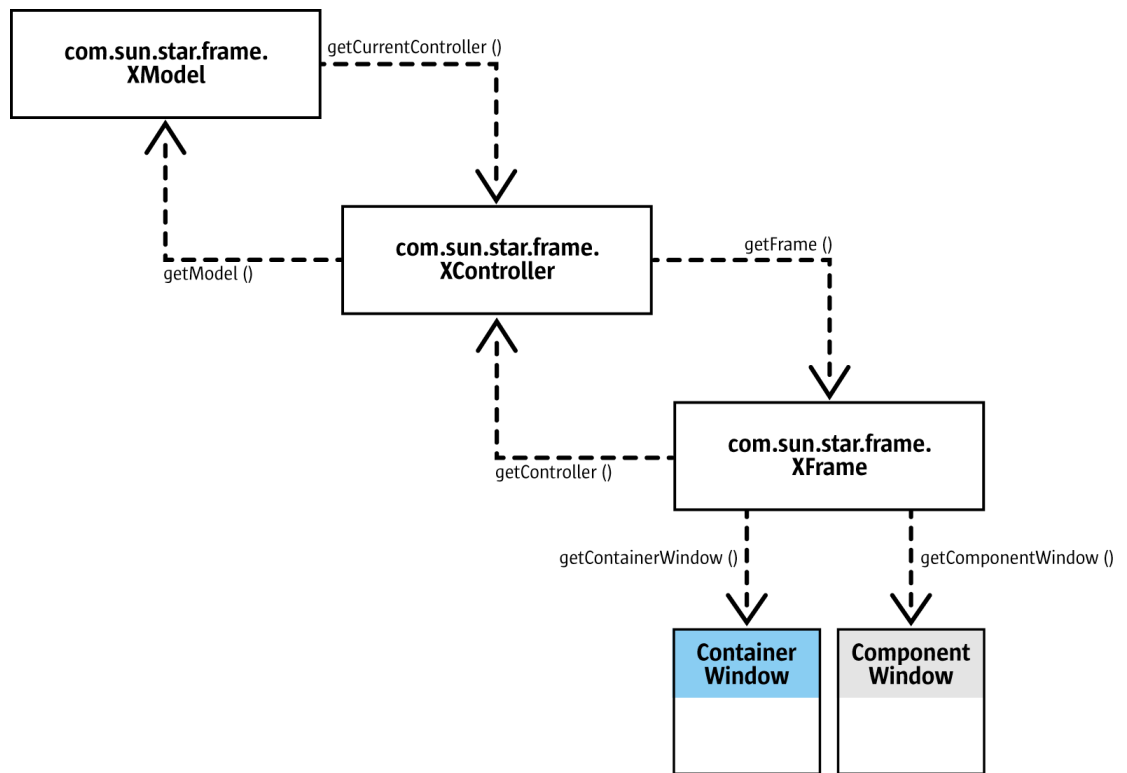 com.sun.star.frame.
XModel
getCurrentController ()
getModel ()
com.sun.star.frame.
XController
getFrame ()
getController ()
com.sun.star.frame.
XFrame
getContainerWindow ()
getComponentWindow ()
Container
Window
Component
Window